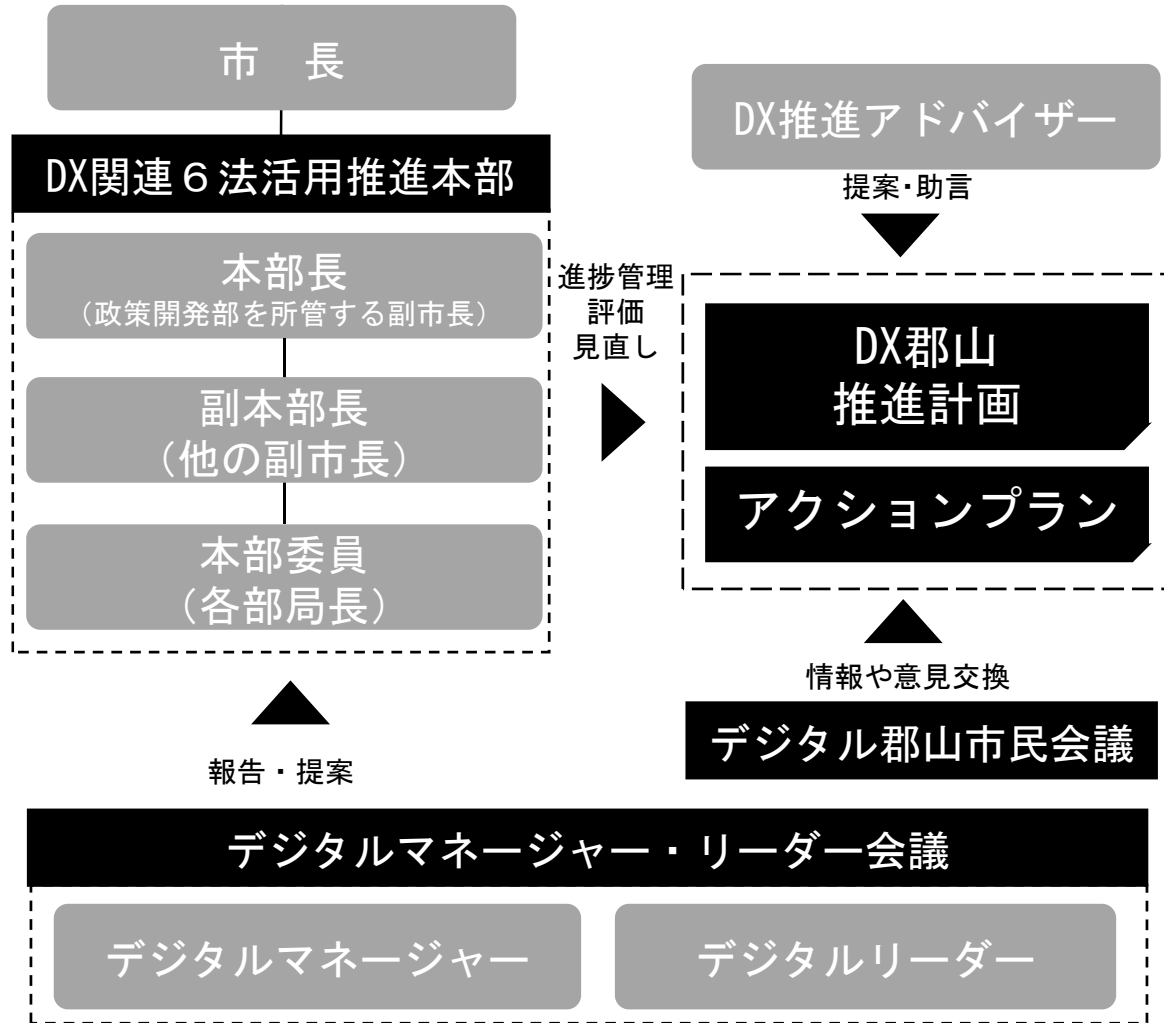 市　長
DX関連６法活用推進本部
本部長
（政策開発部を所管する副市長）
副本部長
（他の副市長）
本部委員
（各部局長）
進捗管理
評価
見直し
DX推進アドバイザー
提案・助言
DX郡山
推進計画
アクションプラン
情報や意見交換
デジタル郡山市民会議
報告・提案
デジタルマネージャー・リーダー会議
デジタルマネージャー
デジタルリーダー